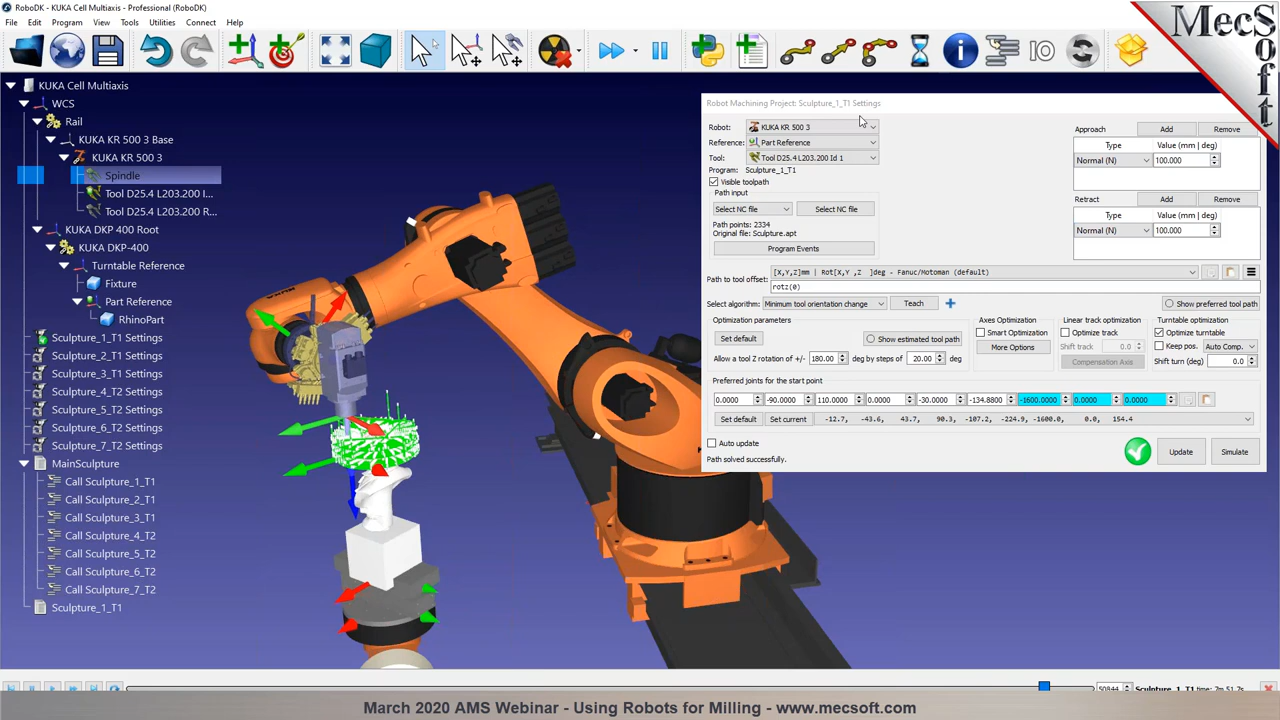 RoboDK - KUKA Cell Multiaxis - Professional (RoboDK)
File Edit Program View Tools Utilities Connect Help
MecSoft
IO
KUKA Cell Multiaxis
WCS
Rail
KUKA KR 500 3 Base
KUKA KR 500 3
Spindle
Tool D25.4 L203.200 I...
Tool D25.4 L203.200 R...
KUKA DKP 400 Root
KUKA DKP-400
Turntable Reference
Fixture
Part Reference
RhinoPart
Sculpture_1_T1 Settings
Sculpture_2_T1 Settings
Sculpture_3_T1 Settings
Sculpture_4_T2 Settings
Sculpture_5_T2 Settings
Sculpture_6_T2 Settings
Sculpture_7_T2 Settings
MainSculpture
Call Sculpture_1_T1
Call Sculpture_2_T1
Call Sculpture_3_T1
Call Sculpture_4_T2
Call Sculpture_5_T2
Call Sculpture_6_T2
Call Sculpture_7_T2
Sculpture_1_T1
Robot Machining Project: Sculpture_1_T1 Settings
Robot: KUKA KR 500 3
Reference: Part Reference
Tool: Tool D25.4 L203.200 Id 1
Program: Sculpture_1_T1
Visible toolpath
Path input
Select NC file Select NC file
Path points: 2334
Original file: Sculpture.apt
Program Events
Approach Add Remove
Type Value (mm | deg)
Normal (N) 100.000
Retract Add Remove
Type Value (mm | deg)
Normal (N) 100.000
Path to tool offset: [X,Y,Z]mm | Rot[X,Y ,Z ]deg - Fanuc/Motoman (default)
rotz(0)
Select algorithm: Minimum tool orientation change Teach Show preferred tool path
Optimization parameters Axes Optimization Linear track optimization Turntable optimization
Set default Show estimated tool path Smart Optimization Optimize track Optimize turntable
More Options Shift track 0.0 Keep pos. Auto Comp.
Allow a tool Z rotation of +/- 180.00 deg by steps of 20.00 deg Compensation Axis Shift turn (deg) 0.0
Preferred joints for the start point
0.0000 -90.0000 110.0000 0.0000 -30.0000 -134.8800 -1600.0000 0.0000 0.0000
Set default Set current -12.7, -43.6, 43.7, 90.3, -107.2, -224.9, -1600.0, 0.0, 154.4
Auto update
Path solved successfully. Update Simulate
50844 Sculpture_1_T1 time: 2m 51.7s
March 2020 AMS Webinar - Using Robots for Milling - www.mecsoft.com